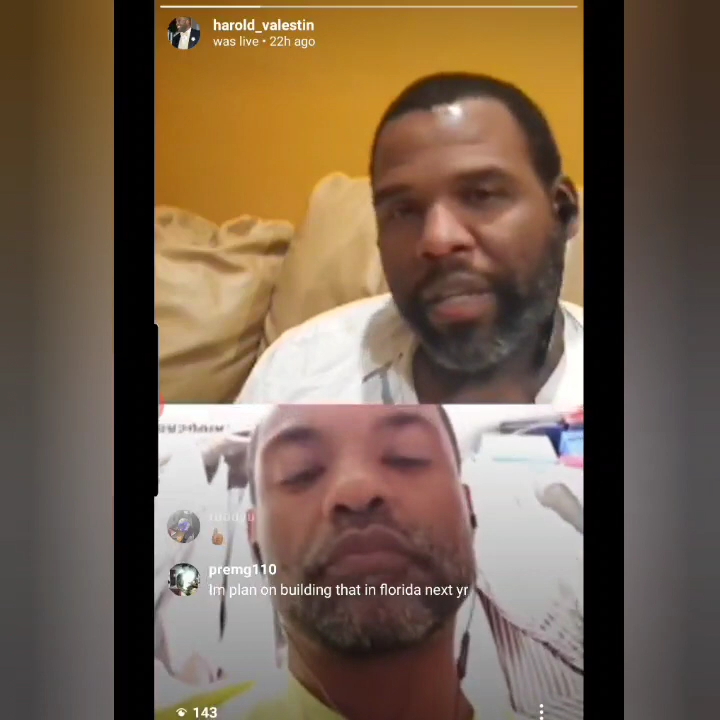 harold_valestin
was live • 22h ago
premg110
Im plan on building that in florida next yr
143